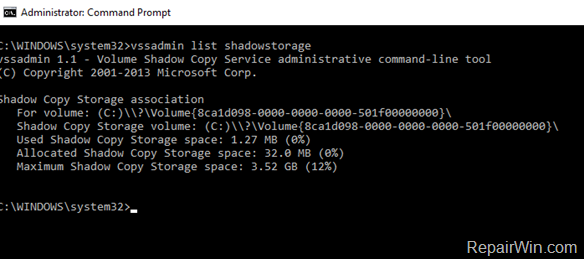 Administrator: Command Prompt
C:\WINDOWS\system32>vssadmin list shadowstorage
vssadmin 1.1 - Volume Shadow Copy Service administrative command-line tool
(C) Copyright 2001-2013 Microsoft Corp.
Shadow Copy Storage association
For volume: (C:)\\?\Volume{8ca1d098-0000-0000-0000-501f00000000}\
Shadow Copy Storage volume: (C:)\\?\Volume{8ca1d098-0000-0000-0000-501f00000000}\
Used Shadow Copy Storage space: 1.27 MB (0%)
Allocated Shadow Copy Storage space: 32.0 MB (0%)
Maximum Shadow Copy Storage space: 3.52 GB (12%)
C:\WINDOWS\system32>
RepairWin.com